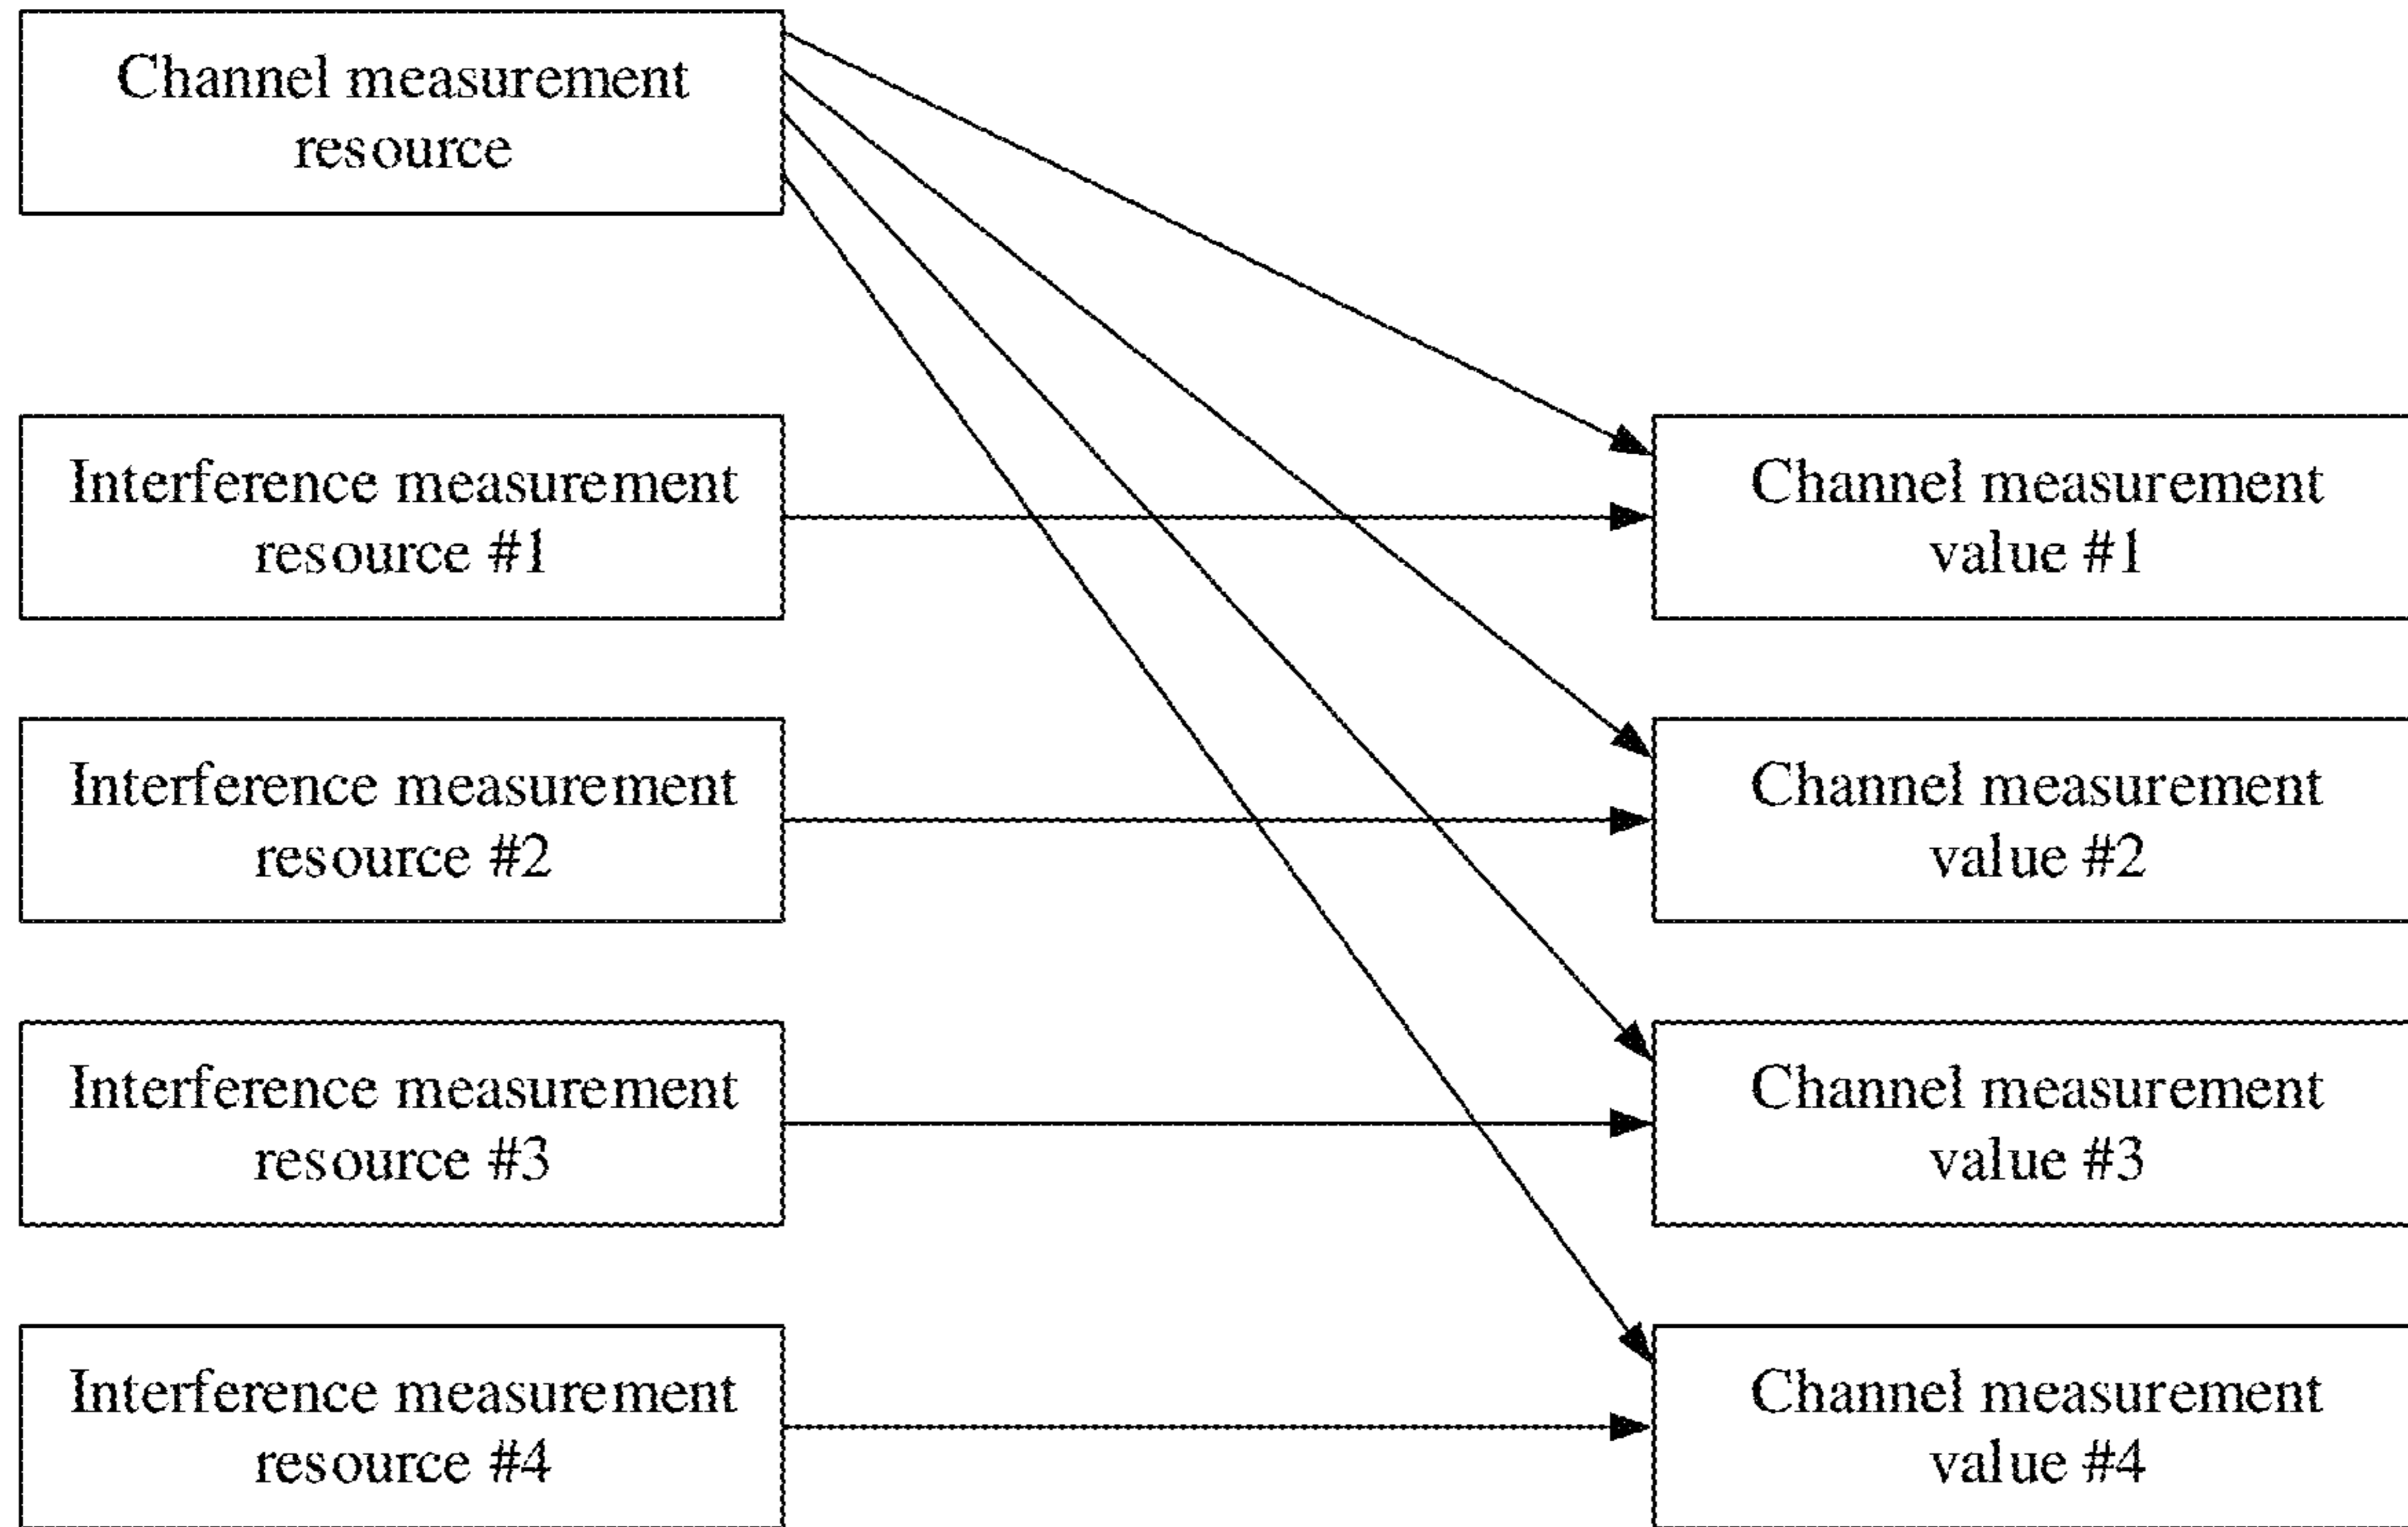 Channel measurement
resource
Interference measurement
resource #1
Channel measurement
value #1
Interference measurement
resource #2
Channel measurement
value #2
Interference measurement
resource #3
Channel measurement
value #3
Interference measurement
resource #4
Channel measurement
value #4